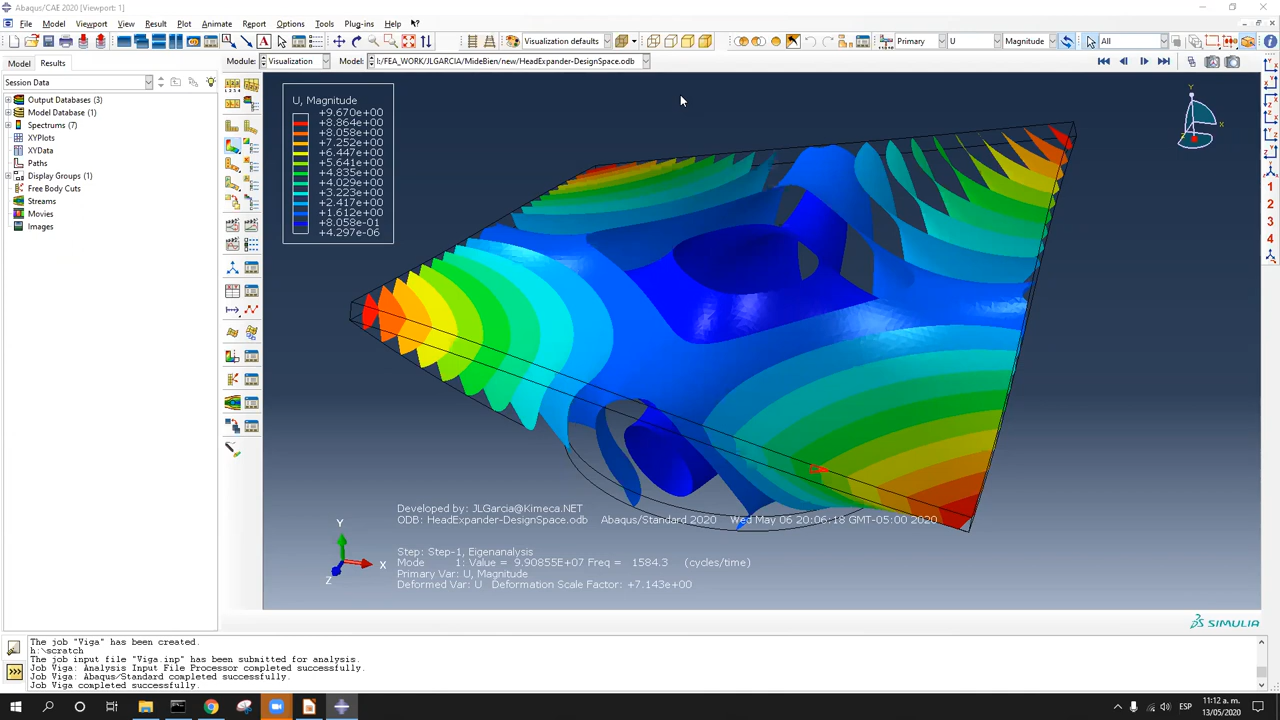 Abaqus/CAE 2020 [Viewport: 1]
File Model Viewport View Result Plot Animate Report Options Tools Plug-ins Help
Visualization defaults Primary U Magnitude All
Model Results Module: Visualization Model: I:/FEA_WORK/JLGARCIA/MideBien/new/HeadExpander-DesignSpace.odb
Session Data
Output Databases (3)
Model Database (1)
Spectrums (7)
XYPlots
XYData
Paths
Display Groups (1)
Free Body Cuts
Streams
Movies
Images
U, Magnitude
+9.670e+00
+8.864e+00
+8.058e+00
+7.252e+00
+6.447e+00
+5.641e+00
+4.835e+00
+4.029e+00
+3.223e+00
+2.417e+00
+1.612e+00
+8.058e-01
+4.297e-06
Y
X
1
2
3
4
Developed by: JLGarcia@Kimeca.NET
ODB: HeadExpander-DesignSpace.odb Abaqus/Standard 2020 Wed May 06 20:06:18 GMT-05:00 2020
Y
X
Z
Step: Step-1, Eigenanalysis
Mode 1: Value = 9.90855E+07 Freq = 1584.3 (cycles/time)
Primary Var: U, Magnitude
Deformed Var: U Deformation Scale Factor: +7.143e+00
SIMULIA
The job "Viga" has been created.
h:\scratch
The job input file "Viga.inp" has been submitted for analysis.
Job Viga: Analysis Input File Processor completed successfully.
Job Viga: Abaqus/Standard completed successfully.
Job Viga completed successfully.
ESP
11:12 a. m.
13/05/2020